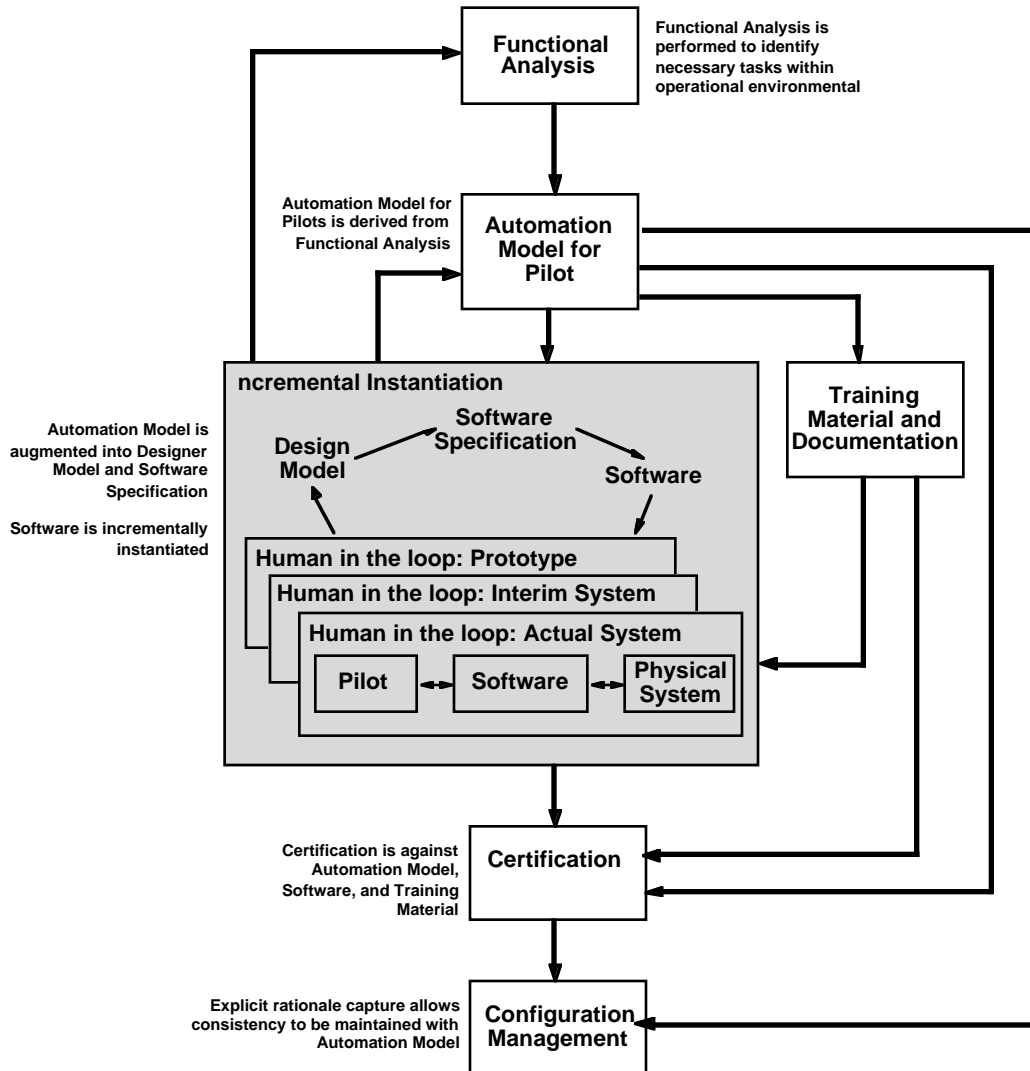 Functional
Analysis
Functional Analysis is
performed to identify
necessary tasks within
operational environmental
Automation Model for
Pilots is derived from
Functional Analysis
Automation
Model for
Pilot
ncremental Instantiation
Software
Specification
Design
Model
Software
Automation Model is
augmented into Designer
Model and Software
Specification
Software is incrementally
instantiated
Training
Material and
Documentation
Human in the loop: Prototype
Human in the loop: Interim System
Human in the loop: Actual System
Pilot
Software
Physical
System
Certification is against
Automation Model,
Software, and Training
Material
Certification
Explicit rationale capture allows
consistency to be maintained with
Automation Model
Configuration
Management